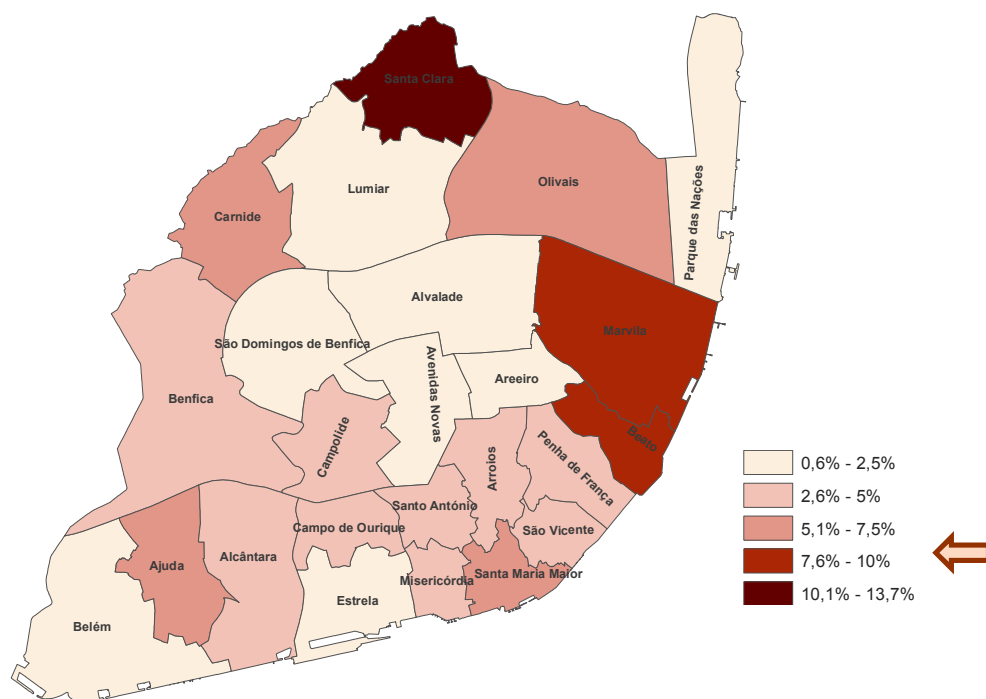 Santa Clara
Lumiar
Olivais
Parque das Nações
Carnide
Alvalade
Marvila
São Domingos de Benfica
Avenidas Novas
Areeiro
Benfica
Campolide
Beato
Penha de França
Arroios
Santo António
Campo de Ourique
São Vicente
Alcântara
Ajuda
Misericórdia
Santa Maria Maior
Estrela
Belém
0,6% - 2,5%
2,6% - 5%
5,1% - 7,5%
7,6% - 10%
10,1% - 13,7%